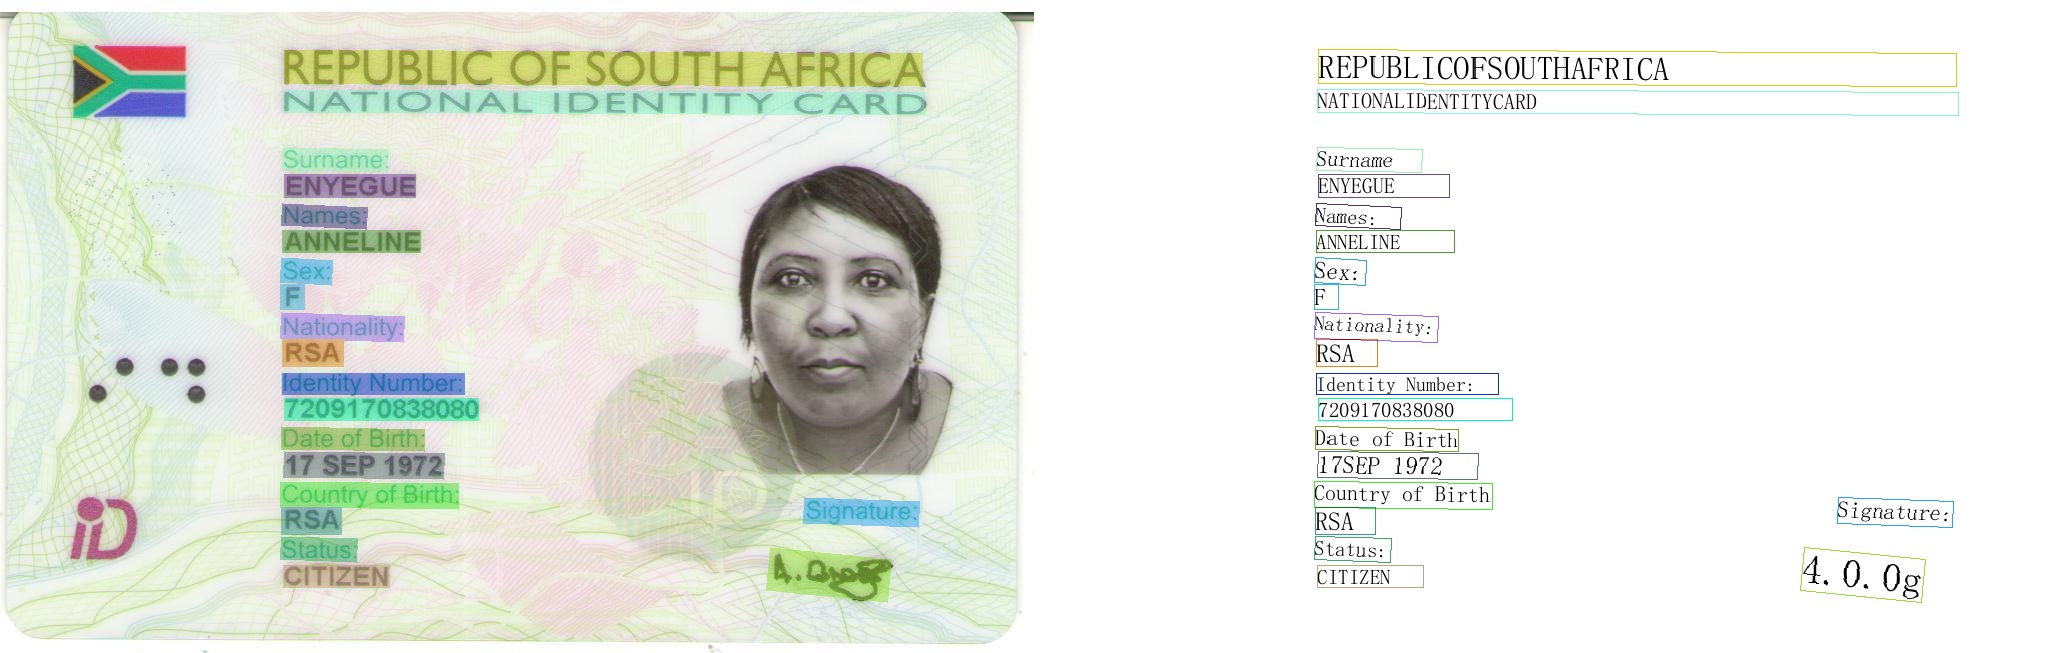 REPUBLIC OF SOUTH AFRICA
NATIONAL IDENTITY CARD
Surname:
ENYEGUE
Names:
ANNELINE
Sex:
F
Nationality:
RSA
Identity Number:
7209170838080
Date of Birth:
17 SEP 1972
Country of Birth:
RSA
Status:
CITIZEN
Signature:
iD
REPUBLICOFSOUTHAFRICA
NATIONALIDENTITYCARD
Surname
ENYEGUE
Names:
ANNELINE
Sex:
F
Nationality:
RSA
Identity Number:
7209170838080
Date of Birth
17SEP 1972
Country of Birth
RSA
Status:
CITIZEN
Signature:
4.0.0g